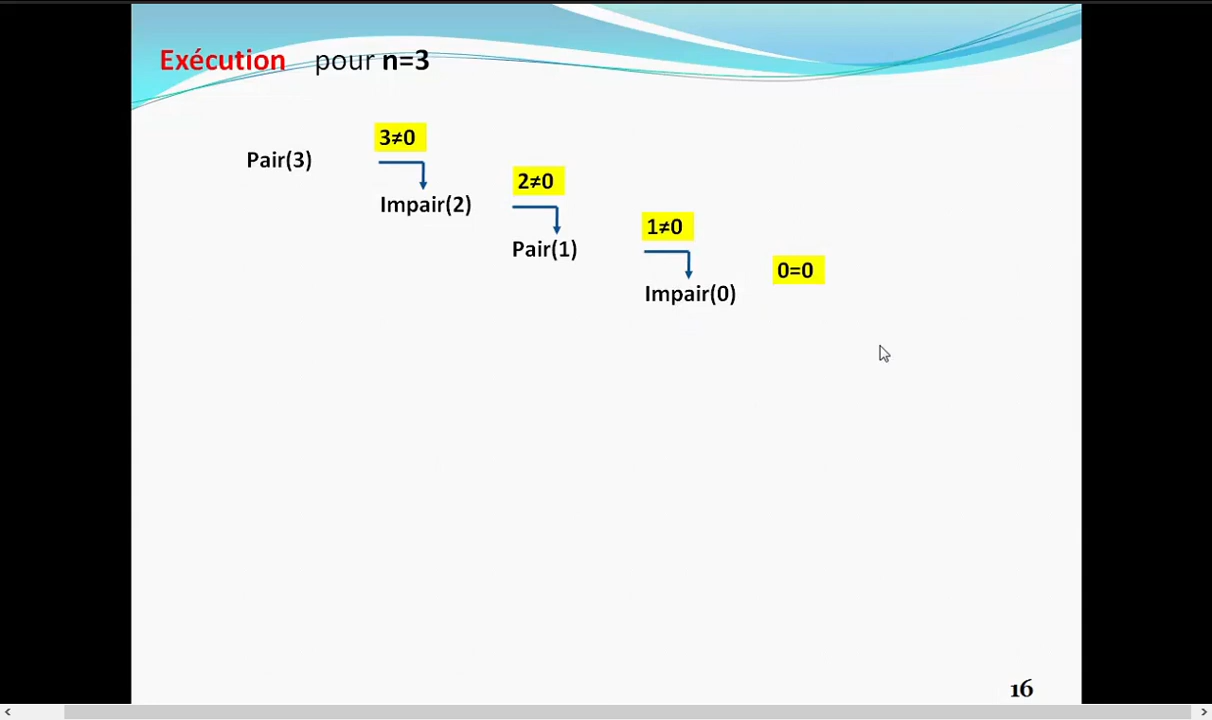 Exécution pour n=3
3≠0
Pair(3)
2≠0
Impair(2)
1≠0
Pair(1)
0=0
Impair(0)
16